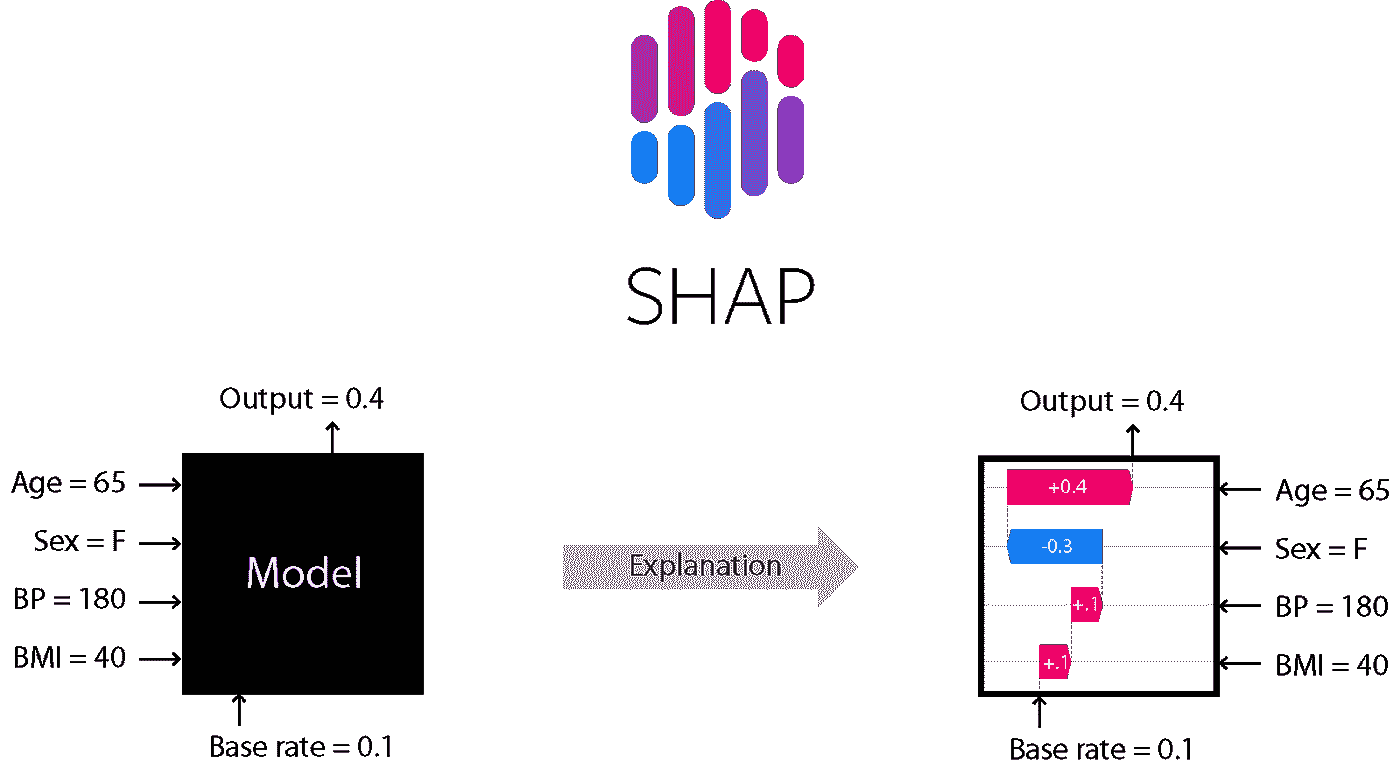 SHAP
Output = 0.4
Age = 65
Sex = F
BP = 180
BMI = 40
Model
Base rate = 0.1
Explanation
Output = 0.4
+0.4
-0.3
+.1
+.1
Age = 65
Sex = F
BP = 180
BMI = 40
Base rate = 0.1